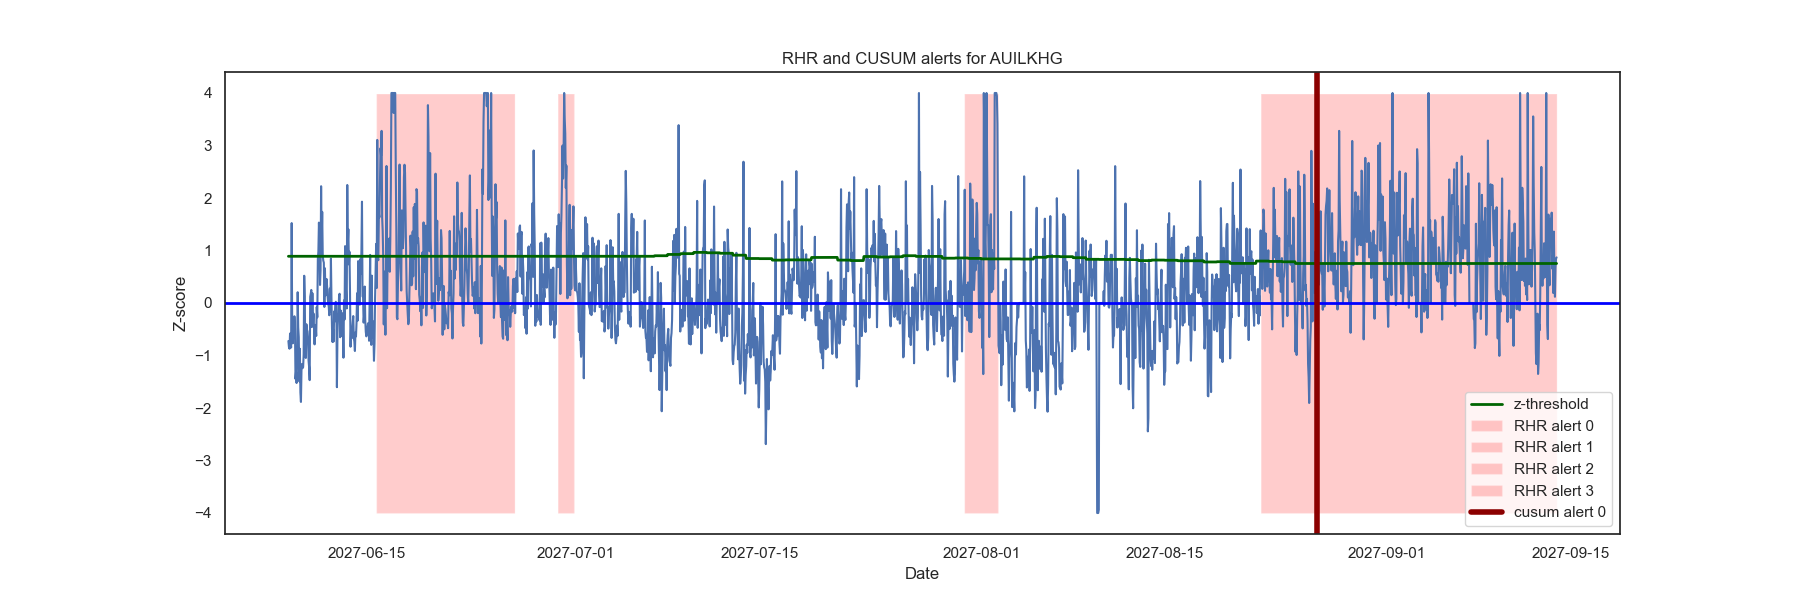 RHR and CUSUM alerts for AUILKHG
Z-score
4
3
2
1
0
−1
−2
−3
−4
z-threshold
RHR alert 0
RHR alert 1
RHR alert 2
RHR alert 3
cusum alert 0
2027-06-15
2027-07-01
2027-07-15
2027-08-01
2027-08-15
2027-09-01
2027-09-15
Date